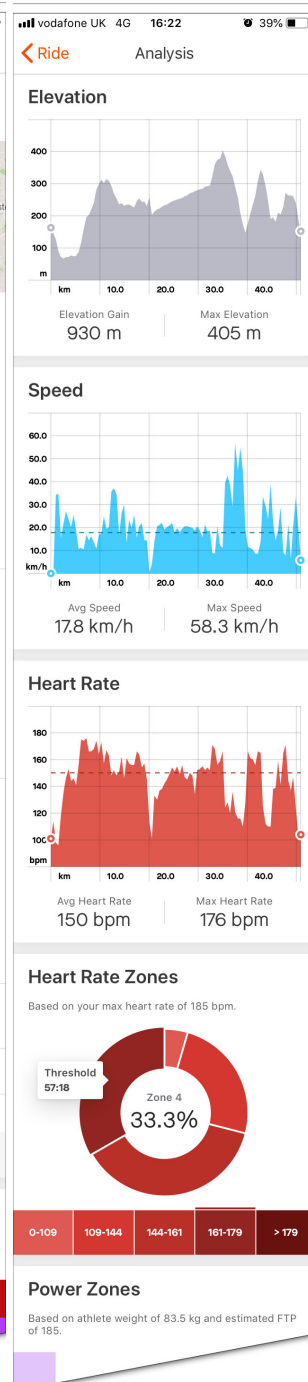 vodafone UK 4G 16:22 39%
Ride Analysis
Elevation
400
300
200
100
m
km 10.0 20.0 30.0 40.0
Elevation Gain Max Elevation
930 m 405 m
Speed
60.0
50.0
40.0
30.0
20.0
10.0
km/h
km 10.0 20.0 30.0 40.0
Avg Speed Max Speed
17.8 km/h 58.3 km/h
Heart Rate
180
160
140
120
100
bpm
km 10.0 20.0 30.0 40.0
Avg Heart Rate Max Heart Rate
150 bpm 176 bpm
Heart Rate Zones
Based on your max heart rate of 185 bpm.
Threshold
57:18
Zone 4
33.3%
0-109 109-144 144-161 161-179 > 179
Power Zones
Based on athlete weight of 83.5 kg and estimated FTP
of 185.